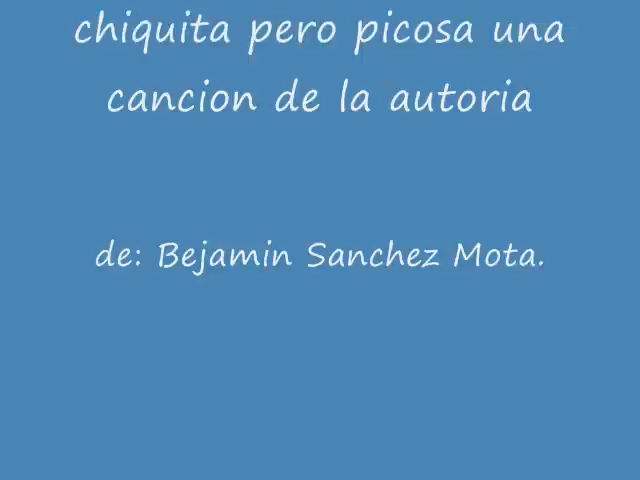 chiquita pero picosa una
cancion de la autoria
de: Bejamin Sanchez Mota.